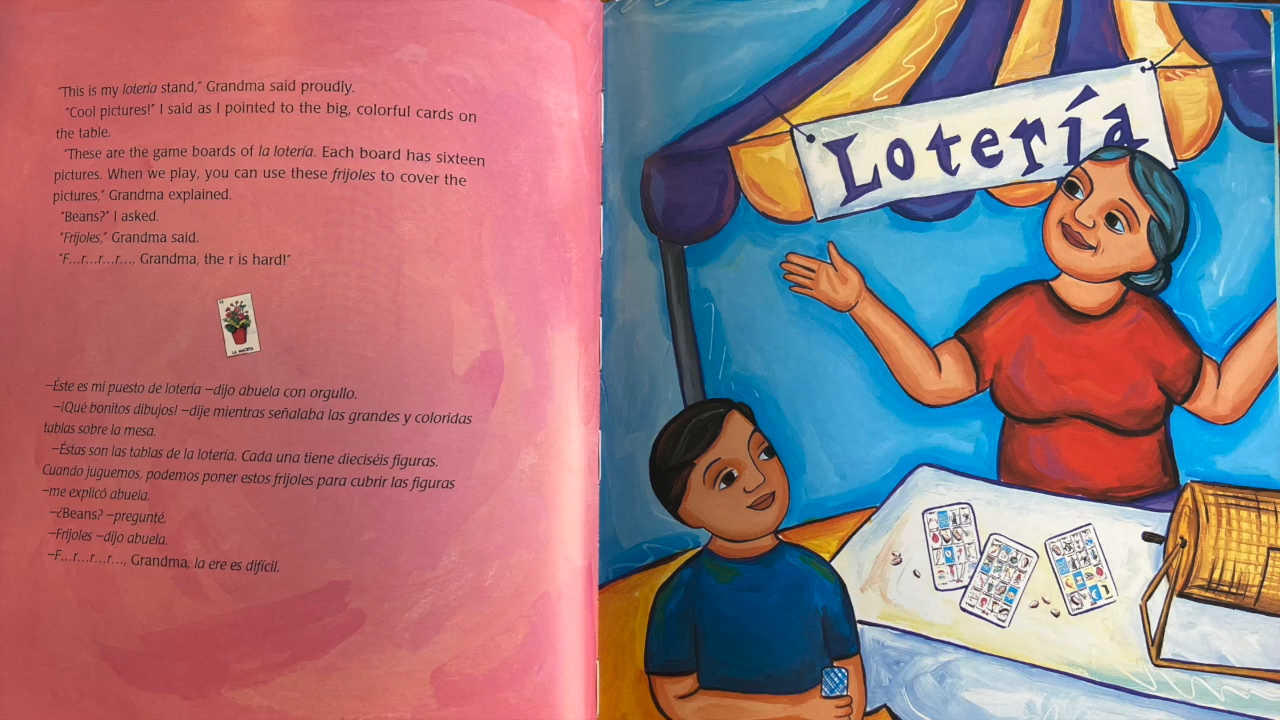 "This is my lotería stand," Grandma said proudly.
"Cool pictures!" I said as I pointed to the big, colorful cards on
the table.
"These are the game boards of la lotería. Each board has sixteen
pictures. When we play, you can use these frijoles to cover the
pictures," Grandma explained.
"Beans?" I asked.
"Frijoles," Grandma said.
"F...r...r...r..., Grandma, the r is hard!"
LA MACETA
—Éste es mi puesto de lotería —dijo abuela con orgullo.
—¡Qué bonitos dibujos! —dije mientras señalaba las grandes y coloridas
tablas sobre la mesa.
—Éstas son las tablas de la lotería. Cada una tiene dieciséis figuras.
Cuando juguemos, podemos poner estos frijoles para cubrir las figuras
—me explicó abuela.
—¿Beans? —pregunté.
—Frijoles —dijo abuela.
—F...r...r...r..., Grandma, la ere es difícil.
Lotería